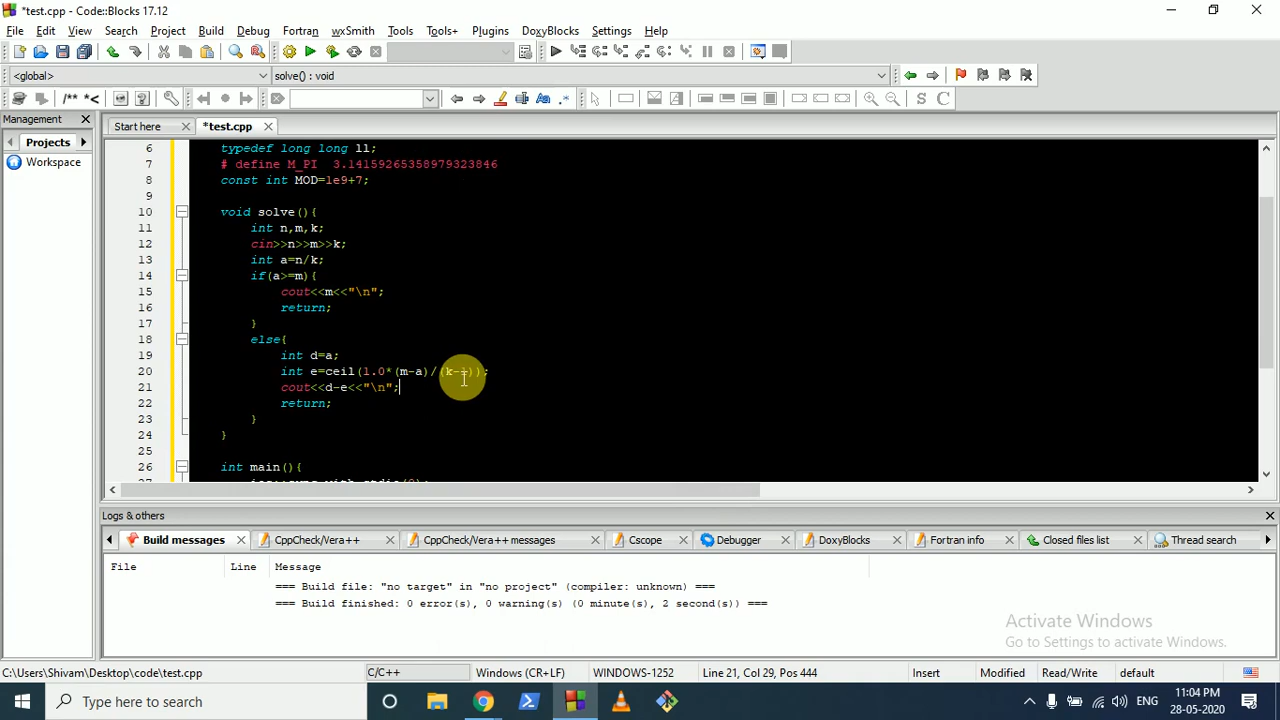 *test.cpp - Code::Blocks 17.12
File Edit View Search Project Build Debug Fortran wxSmith Tools Tools+ Plugins DoxyBlocks Settings Help
<global> solve() : void
/** *< S C
Management
Projects
Workspace
Start here *test.cpp
6 typedef long long ll;
7 # define M_PI 3.14159265358979323846
8 const int MOD=1e9+7;
9
10 void solve(){
11 int n,m,k;
12 cin>>n>>m>>k;
13 int a=n/k;
14 if(a>=m){
15 cout<<m<<"\n";
16 return;
17 }
18 else{
19 int d=a;
20 int e=ceil(1.0*(m-a)/(k-1));
21 cout<<d-e<<"\n";
22 return;
23 }
24 }
25
26 int main(){
Logs & others
Build messages CppCheck/Vera++ CppCheck/Vera++ messages Cscope Debugger DoxyBlocks Fortran info Closed files list Thread search
File Line Message
=== Build file: "no target" in "no project" (compiler: unknown) ===
=== Build finished: 0 error(s), 0 warning(s) (0 minute(s), 2 second(s)) ===
Activate Windows
Go to Settings to activate Windows.
C:\Users\Shivam\Desktop\code\test.cpp C/C++ Windows (CR+LF) WINDOWS-1252 Line 21, Col 29, Pos 444 Insert Modified Read/Write default
Type here to search ENG 11:04 PM
28-05-2020